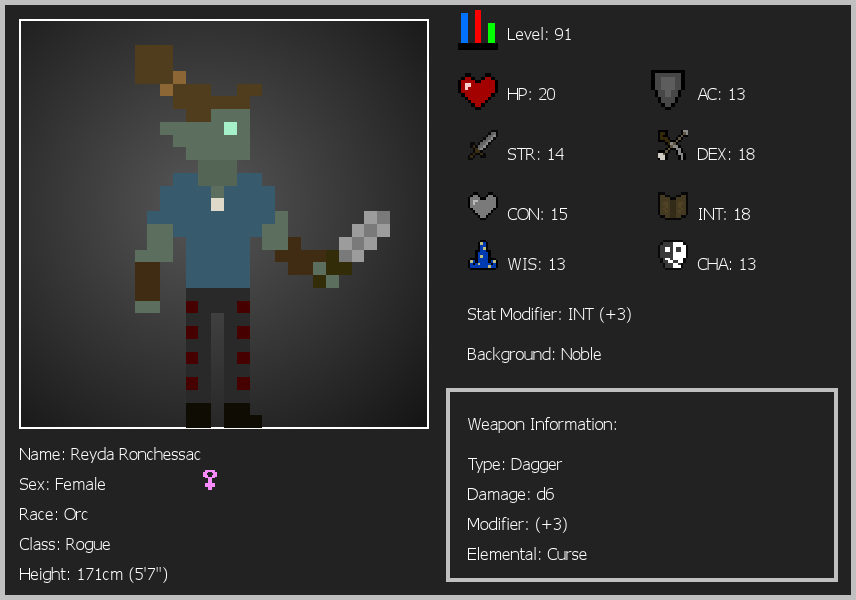 Level: 91
HP: 20
AC: 13
STR: 14
DEX: 18
CON: 15
INT: 18
WIS: 13
CHA: 13
Stat Modifier: INT (+3)
Background: Noble
Weapon Information:
Type: Dagger
Damage: d6
Modifier: (+3)
Elemental: Curse
Name: Reyda Ronchessac
Sex: Female
Race: Orc
Class: Rogue
Height: 171cm (5'7")